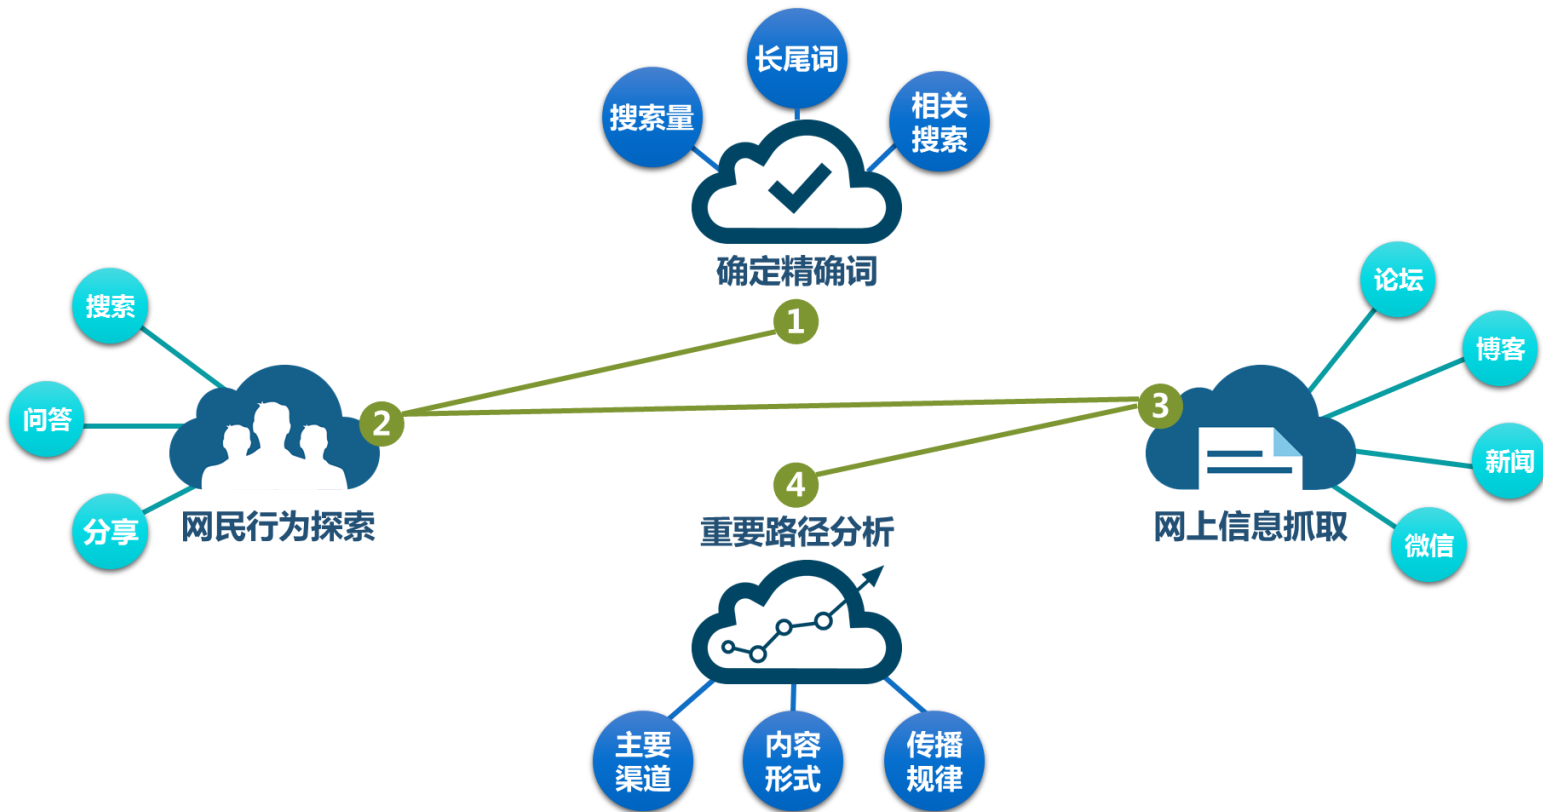 长尾词
搜索量
相关
搜索
确定精确词
1
搜索
问答
分享
2
网民行为探索
论坛
博客
新闻
微信
3
网上信息抓取
4
重要路径分析
主要
渠道
内容
形式
传播
规律